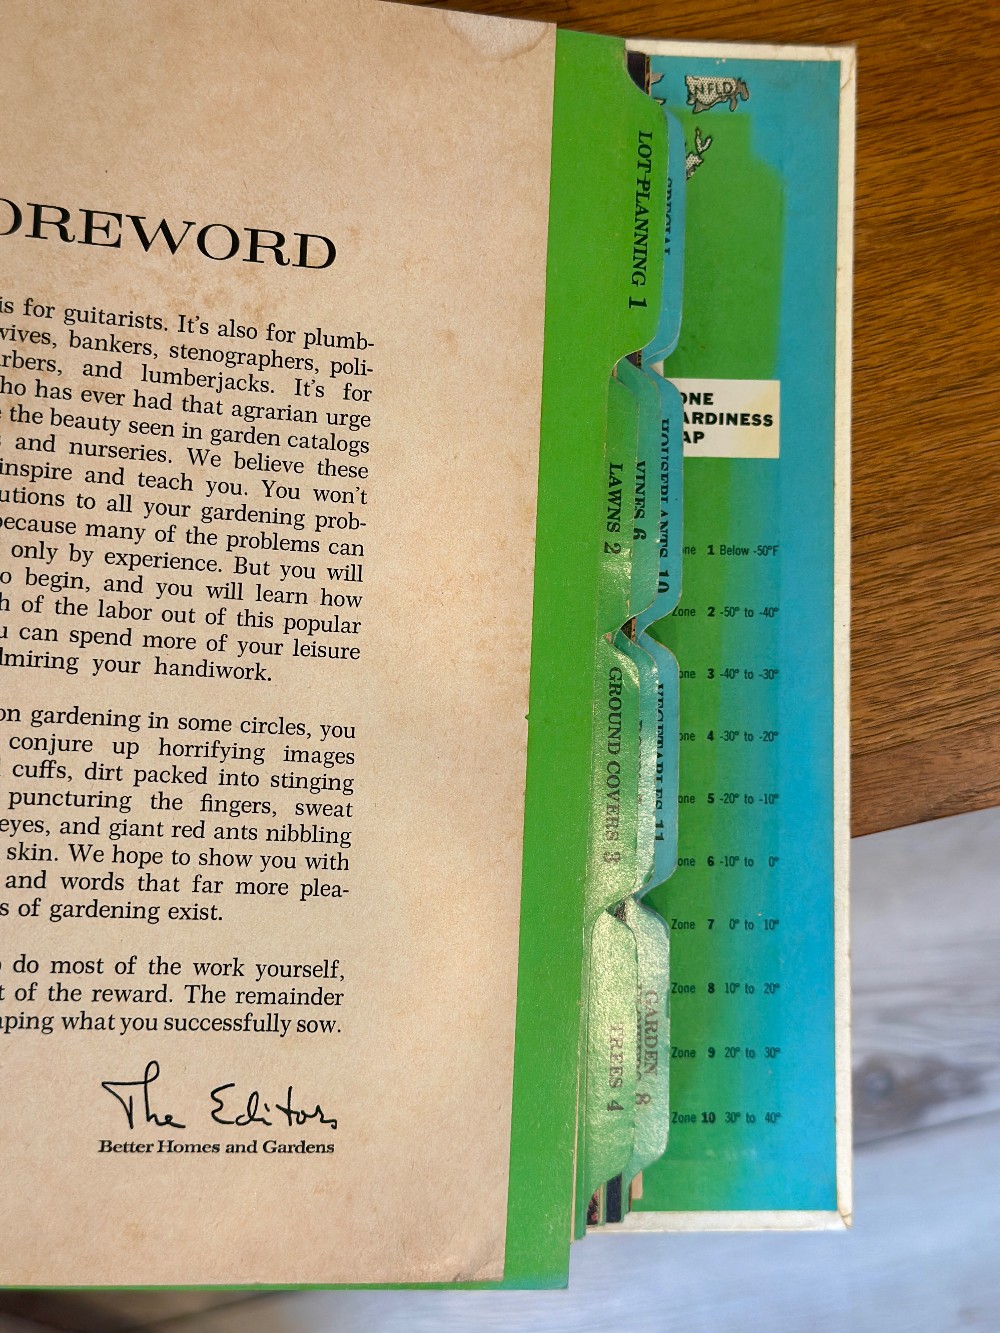 OREWORD
is for guitarists. It's also for plumb-
wives, bankers, stenographers, poli-
rbers, and lumberjacks. It's for
ho has ever had that agrarian urge
the beauty seen in garden catalogs
and nurseries. We believe these
inspire and teach you. You won't
utions to all your gardening prob-
because many of the problems can
only by experience. But you will
o begin, and you will learn how
h of the labor out of this popular
u can spend more of your leisure
dmiring your handiwork.
on gardening in some circles, you
conjure up horrifying images
cuffs, dirt packed into stinging
puncturing the fingers, sweat
eyes, and giant red ants nibbling
skin. We hope to show you with
and words that far more plea-
s of gardening exist.
do most of the work yourself,
t of the reward. The remainder
aping what you successfully sow.
The Editors
Better Homes and Gardens
LOT-PLANNING 1
LAWNS 2
GROUND COVERS 3
TREES 4
VINES 6
GARDEN
8
SPECIAL
HOUSEPLANTS 10
VEGETABLES 11
NFLD
ONE
ARDINESS
AP
one 1 Below -50°F
Zone 2 -50° to -40°
one 3 -40° to -30°
one 4 -30° to -20°
one 5 -20° to -10°
one 6 -10° to 0°
Zone 7 0° to 10°
Zone 8 10° to 20°
Zone 9 20° to 30°
Zone 10 30° to 40°